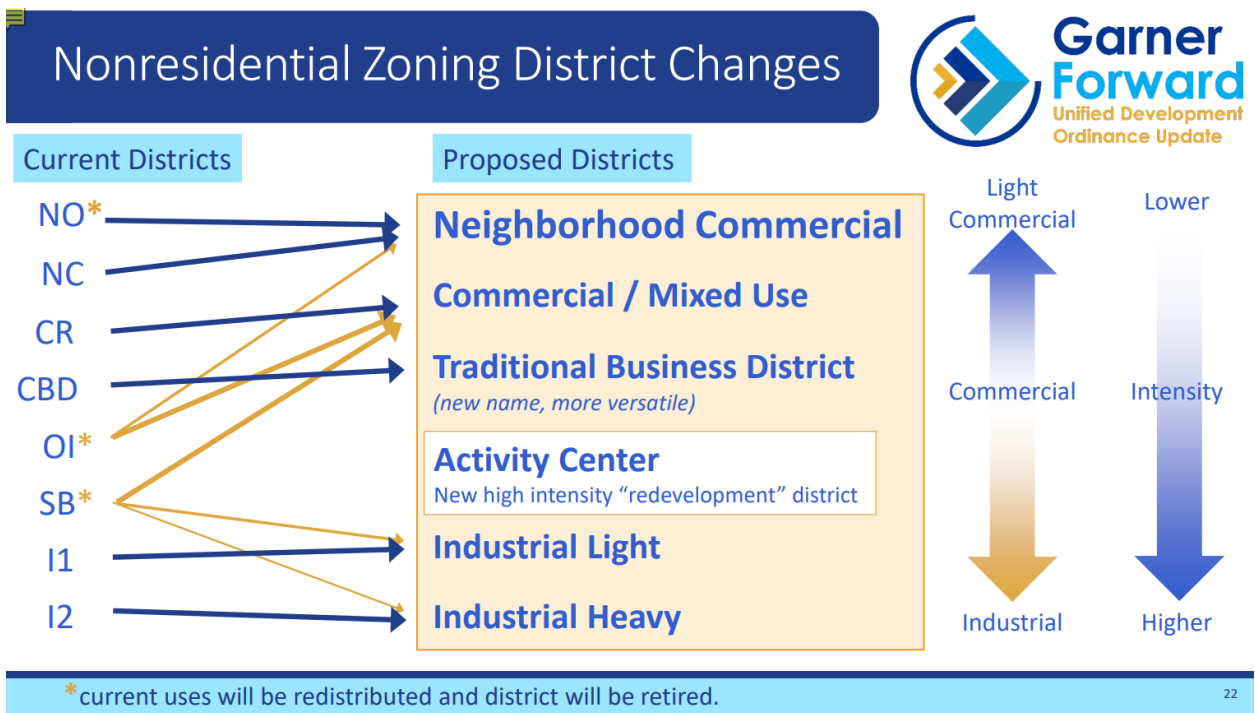 Nonresidential Zoning District Changes
Garner
Forward
Unified Development
Ordinance Update
Current Districts
Proposed Districts
NO*
NC
CR
CBD
OI*
SB*
I1
I2
Neighborhood Commercial
Commercial / Mixed Use
Traditional Business District
(new name, more versatile)
Activity Center
New high intensity “redevelopment” district
Industrial Light
Industrial Heavy
Light
Commercial
Commercial
Industrial
Lower
Intensity
Higher
*current uses will be redistributed and district will be retired.
22